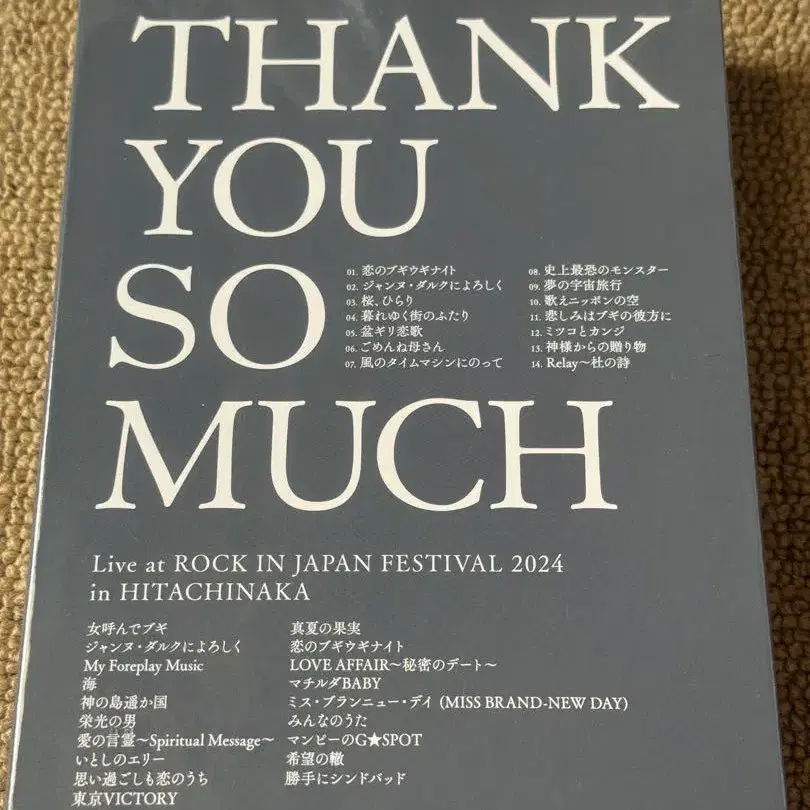 THANK
YOU
SO
MUCH
01. 恋のブギウギナイト
02. ジャンヌ・ダルクによろしく
03. 桜、ひらり
04. 暮れゆく街のふたり
05. 盆ギリ恋歌
06. ごめんね母さん
07. 風のタイムマシンにのって
08. 史上最恐のモンスター
09. 夢の宇宙旅行
10. 歌えニッポンの空
11. 悲しみはブギの彼方に
12. ミツコとカンジ
13. 神様からの贈り物
14. Relay〜杜の詩
Live at ROCK IN JAPAN FESTIVAL 2024
in HITACHINAKA
女呼んでブギ
ジャンヌ・ダルクによろしく
My Foreplay Music
海
神の島遥か国
栄光の男
愛の言霊〜Spiritual Message〜
いとしのエリー
思い過ごしも恋のうち
東京VICTORY
真夏の果実
恋のブギウギナイト
LOVE AFFAIR〜秘密のデート〜
マチルダBABY
ミス・ブランニュー・デイ (MISS BRAND-NEW DAY)
みんなのうた
マンピーのG★SPOT
希望の轍
勝手にシンドバッド